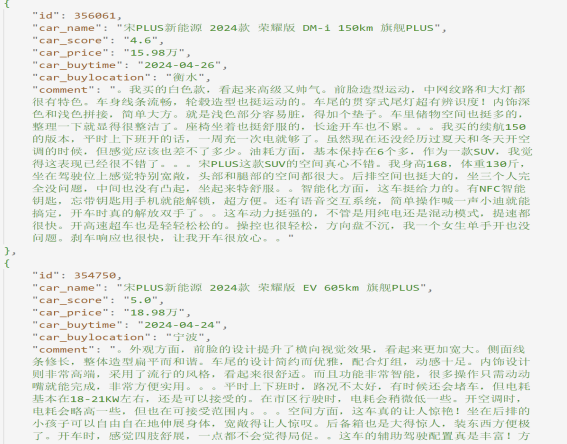 {
"id": 356061,
"car_name": "宋PLUS新能源 2024款 荣耀版 DM-i 150km 旗舰PLUS",
"car_score": "4.6",
"car_price": "15.98万",
"car_buytime": "2024-04-26",
"car_buylocation": "衡水",
"comment": "。我买的白色款，看起来高级又帅气。前脸造型运动，中网纹路和大灯都
很有特色。车身线条流畅，轮毂造型也挺运动的。车尾的贯穿式尾灯超有辨识度！内饰深
色和浅色拼接，简单大方。就是浅色部分容易脏，得加个垫子。车里储物空间也挺多的，
整理一下就显得很整洁了。座椅坐着也挺舒服的，长途开车也不累。。。我买的续航150
的版本，平时上下班开的话，一周充一次电就够了。虽然现在还没经历过夏天和冬天开空
调的时候，但感觉应该也差不了多少。油耗方面，基本保持在6个多，作为一款SUV，我觉
得这表现已经很不错了。。。宋PLUS这款SUV的空间真心不错。我身高168，体重130斤，
坐在驾驶位上感觉特别宽敞，头部和腿部的空间都很大。后排空间也挺大的，坐三个人完
全没问题，中间也没有凸起，坐起来特舒服。。智能化方面，这车挺给力的。有NFC智能
钥匙，忘带钥匙用手机就能解锁，超方便。还有语音交互系统，简单操作喊一声小迪就能
搞定，开车时真的解放双手了。。这车动力挺强的，不管是用纯电还是混动模式，提速都
很快。开高速超车也是轻轻松松的。操控也很轻松，方向盘不沉，我一个女生单手开也没
问题。刹车响应也很快，让我开车很放心。。"
},
{
"id": 354750,
"car_name": "宋PLUS新能源 2024款 荣耀版 EV 605km 旗舰PLUS",
"car_score": "5.0",
"car_price": "18.98万",
"car_buytime": "2024-04-24",
"car_buylocation": "宁波",
"comment": "。外观方面，前脸的设计提升了横向视觉效果，看起来更加宽大。侧面线
条修长，整体造型扁平而和谐。车尾的设计简约而优雅，配合灯组，动感十足。内饰设计
则非常高端，采用了流行的风格，看起来很舒适。而且功能非常智能，很多操作只需动动
嘴就能完成，非常方便实用。。。平时上下班时，路况不太好，有时候还会堵车，但电耗
基本在18-21KW左右，还是可以接受的。在市区行驶时，电耗会稍微低一些。开空调时，
电耗会略高一些，但也在可接受范围内。。。空间方面，这车真的让人惊艳！坐在后排的
小孩子可以自由自在地伸展身体，宽敞得让人惊叹。后备箱也是大得惊人，装东西方便极
了。开车时，感觉四肢舒展，一点都不会觉得局促。。这车的辅助驾驶配置真是丰富！方